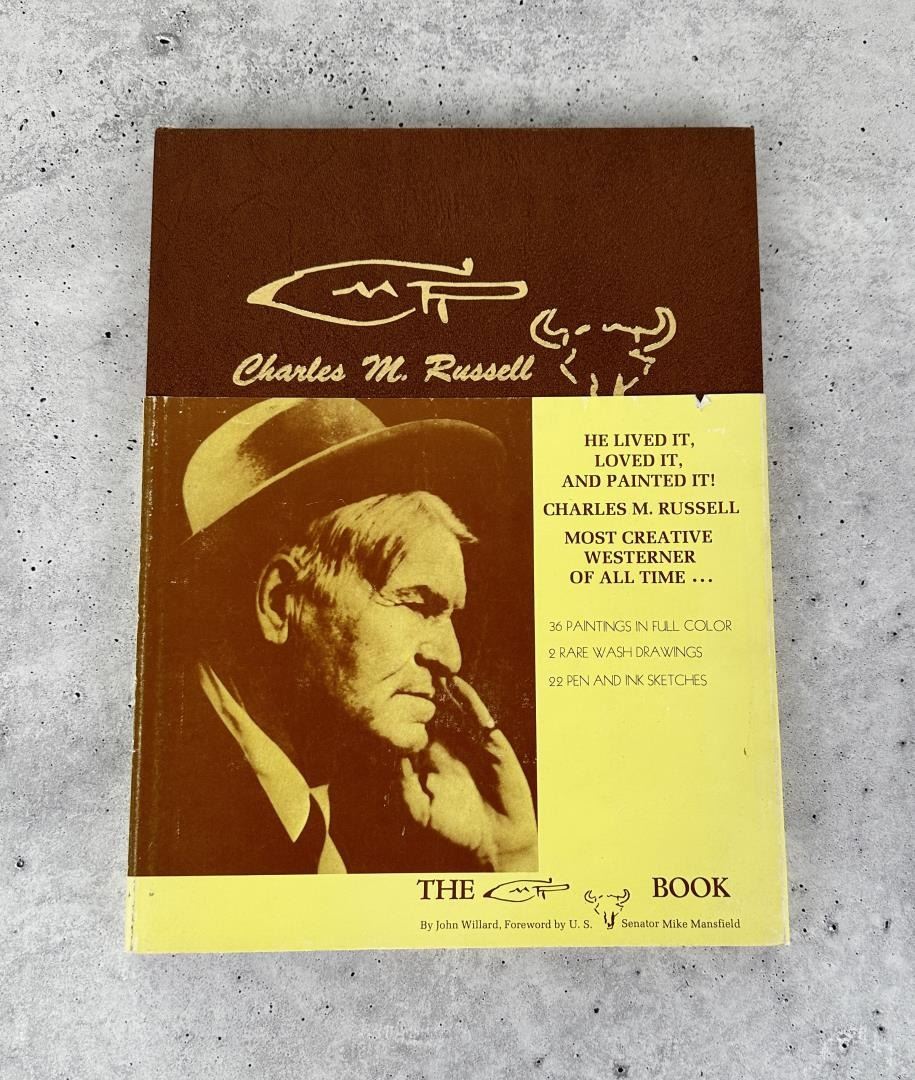 CMR
Charles M. Russell
HE LIVED IT,
LOVED IT,
AND PAINTED IT!
CHARLES M. RUSSELL
MOST CREATIVE
WESTERNER
OF ALL TIME ...
36 PAINTINGS IN FULL COLOR
2 RARE WASH DRAWINGS
22 PEN AND INK SKETCHES
THE CMR BOOK
By John Willard, Foreword by U. S. Senator Mike Mansfield